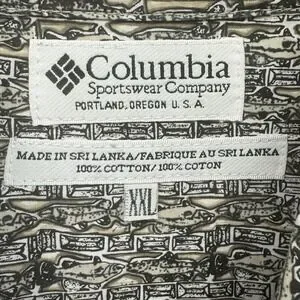 Columbia
Sportswear Company
PORTLAND, OREGON U.S.A.
MADE IN SRI LANKA/FABRIQUE AU SRI LANKA
100% COTTON/100% COTON
XXL